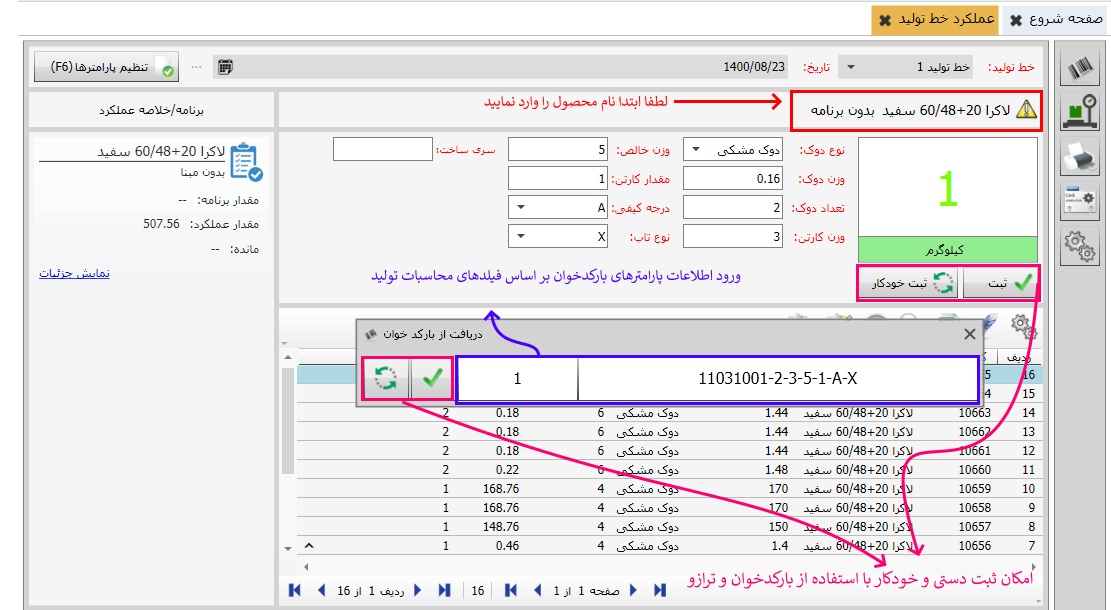 صفحه شروع
عملکرد خط تولید
خط تولید: خط تولید 1
تاریخ: 1400/08/23
...
تنظیم پارامترها (F6)
لاکرا 20+60/48 سفید بدون برنامه
لطفا ابتدا نام محصول را وارد نمایید
برنامه/خلاصه عملکرد
1
کیلوگرم
ثبت
ثبت خودکار
نوع دوک: دوک مشکی
وزن خالص: 5
سری ساخت:
وزن دوک: 0.16
مقدار کارتن: 1
تعداد دوک: 2
درجه کیفی: A
وزن کارتن: 3
نوع تاب: X
ورود اطلاعات پارامترهای بارکدخوان بر اساس فیلدهای محاسبات تولید
لاکرا 20+60/48 سفید
بدون مبنا
مقدار برنامه: --
مقدار عملکرد: 507.56
مانده: --
نمایش جزئیات
دریافت از بارکد خوان
11031001-2-3-5-1-A-X
1
ردیف
16
15
14 10663 لاکرا 20+60/48 سفید 1.44 دوک مشکی 6 0.18 2
13 10662 لاکرا 20+60/48 سفید 1.44 دوک مشکی 6 0.18 2
12 10661 لاکرا 20+60/48 سفید 1.44 دوک مشکی 6 0.18 2
11 10660 لاکرا 20+60/48 سفید 1.48 دوک مشکی 6 0.22 2
10 10659 لاکرا 20+60/48 سفید 170 دوک مشکی 4 168.76 1
9 10658 لاکرا 20+60/48 سفید 170 دوک مشکی 4 168.76 1
8 10657 لاکرا 20+60/48 سفید 150 دوک مشکی 4 148.76 1
7 10656 لاکرا 20+60/48 سفید 1.4 دوک مشکی 4 0.46 1
امکان ثبت دستی و خودکار با استفاده از بارکدخوان و ترازو
صفحه 1 از 1
16
ردیف 1 از 16